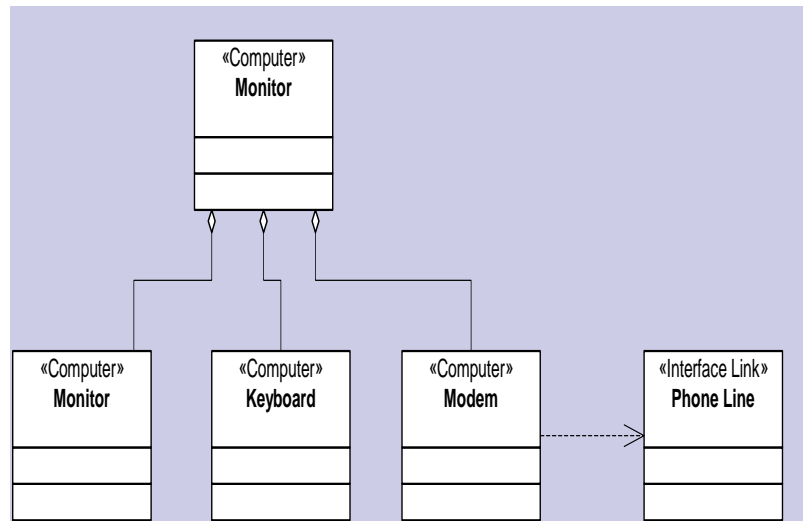 «Computer»
Monitor
«Computer»
Monitor
«Computer»
Keyboard
«Computer»
Modem
«Interface Link»
Phone Line